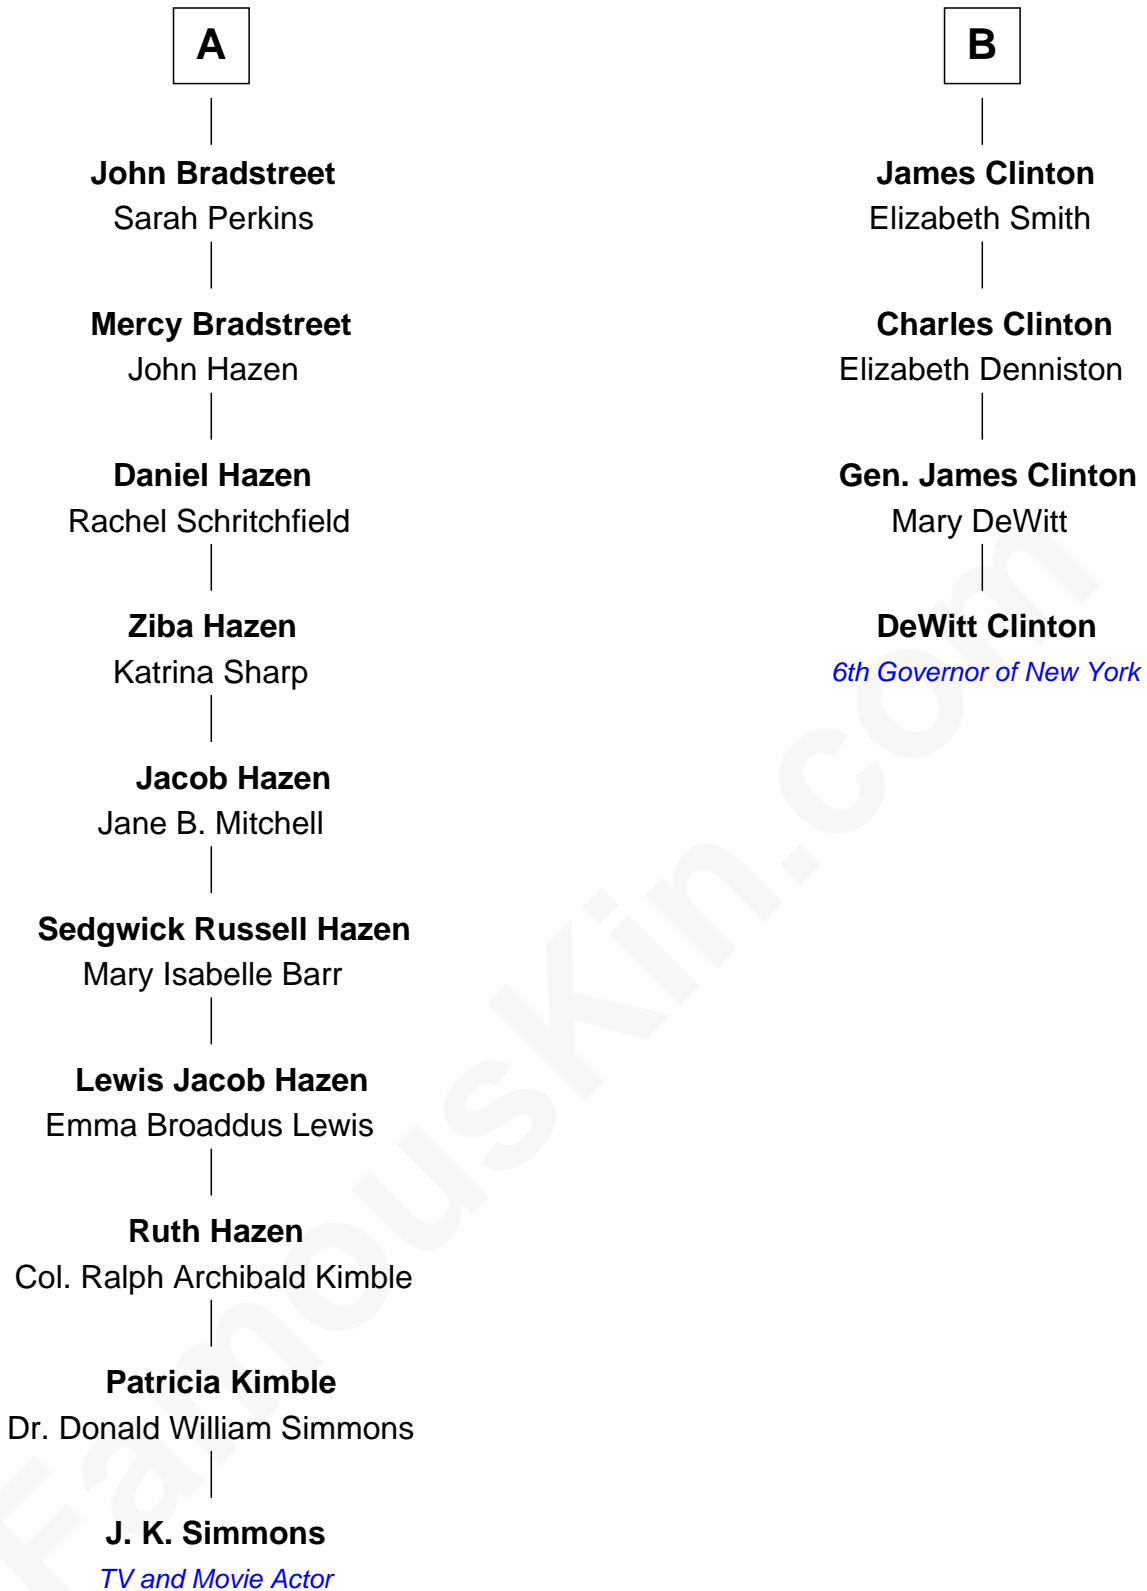 A
John Bradstreet
Sarah Perkins
Mercy Bradstreet
John Hazen
Daniel Hazen
Rachel Schritchfield
Ziba Hazen
Katrina Sharp
Jacob Hazen
Jane B. Mitchell
Sedgwick Russell Hazen
Mary Isabelle Barr
Lewis Jacob Hazen
Emma Broaddus Lewis
Ruth Hazen
Col. Ralph Archibald Kimble
Patricia Kimble
Dr. Donald William Simmons
J. K. Simmons
TV and Movie Actor
B
James Clinton
Elizabeth Smith
Charles Clinton
Elizabeth Denniston
Gen. James Clinton
Mary DeWitt
DeWitt Clinton
6th Governor of New York
FamousKin.com